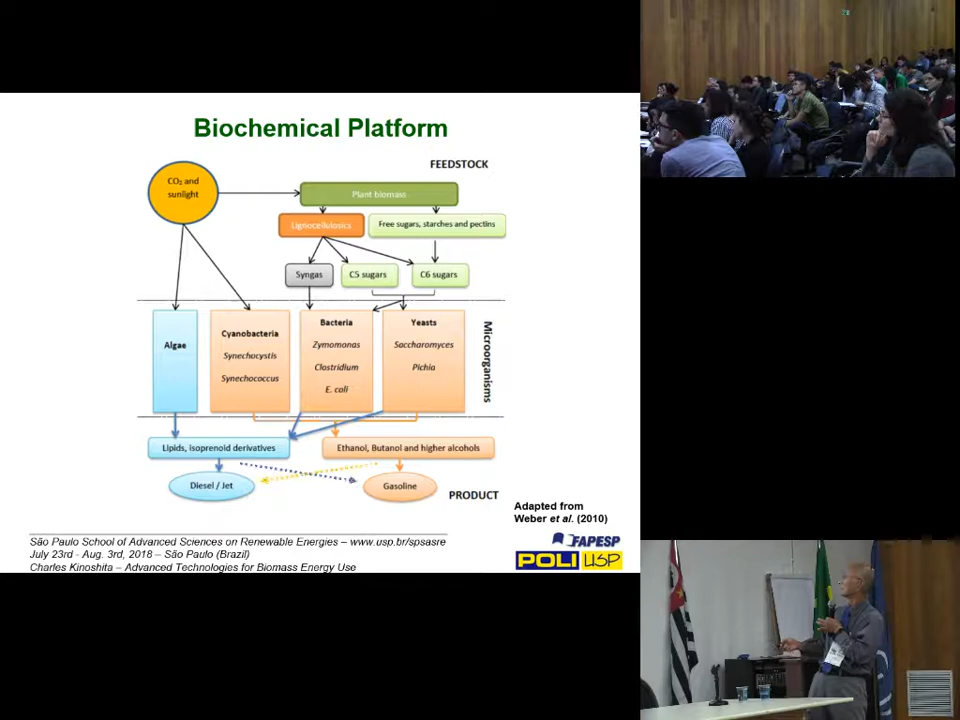 Biochemical Platform
FEEDSTOCK
CO₂ and
sunlight
Plant biomass
Lignocellulosics
Free sugars, starches and pectins
Syngas
C5 sugars
C6 sugars
Algae
Cyanobacteria
Synechocystis
Synechococcus
Bacteria
Zymomonas
Clostridium
E. coli
Yeasts
Saccharomyces
Pichia
Microorganisms
Lipids, isoprenoid derivatives
Ethanol, Butanol and higher alcohols
Diesel / Jet
Gasoline
PRODUCT
Adapted from
Weber et al. (2010)
São Paulo School of Advanced Sciences on Renewable Energies – www.usp.br/spsasre
July 23rd - Aug. 3rd, 2018 – São Paulo (Brazil)
Charles Kinoshita – Advanced Technologies for Biomass Energy Use
FAPESP
POLI USP